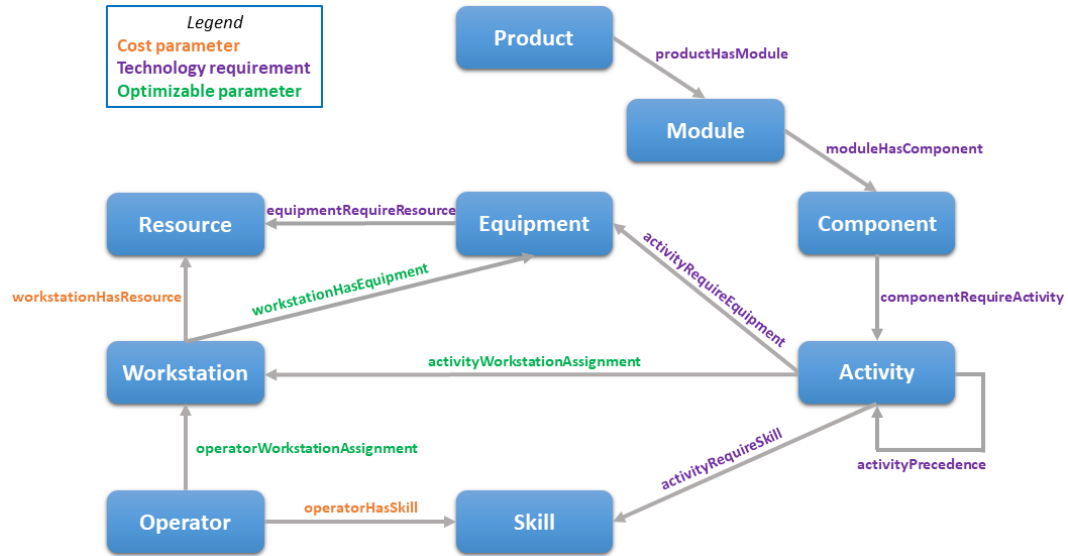 Legend
Cost parameter
Technology requirement
Optimizable parameter
Product
productHasModule
Module
moduleHasComponent
Resource
equipmentRequireResource
Equipment
Component
activityRequireEquipment
workstationHasResource
workstationHasEquipment
componentRequireActivity
Workstation
activityWorkstationAssignment
Activity
operatorWorkstationAssignment
activityRequireSkill
activityPrecedence
Operator
operatorHasSkill
Skill